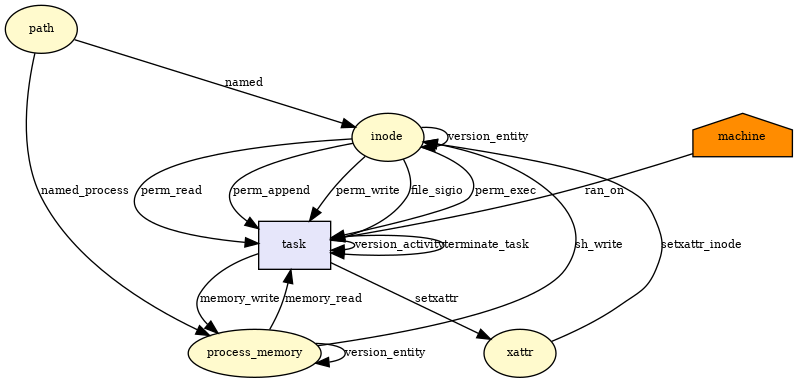 path
named
inode
version_entity
machine
named_process
perm_read
perm_append
perm_write
file_sigio
perm_exec
ran_on
task
version_activity
terminate_task
sh_write
setxattr_inode
memory_write
memory_read
setxattr
process_memory
version_entity
xattr